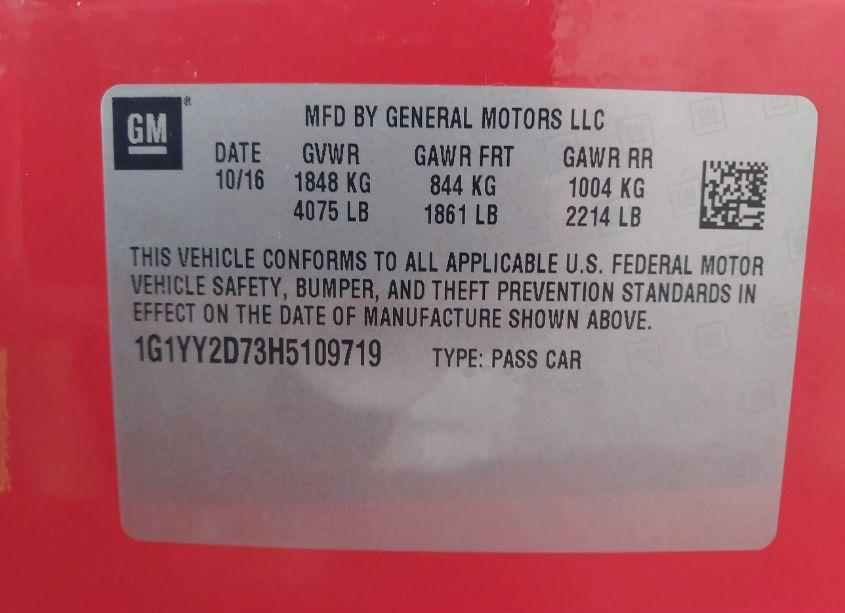 GM®
MFD BY GENERAL MOTORS LLC
DATE GVWR GAWR FRT GAWR RR
10/16 1848 KG 844 KG 1004 KG
4075 LB 1861 LB 2214 LB
THIS VEHICLE CONFORMS TO ALL APPLICABLE U.S. FEDERAL MOTOR
VEHICLE SAFETY, BUMPER, AND THEFT PREVENTION STANDARDS IN
EFFECT ON THE DATE OF MANUFACTURE SHOWN ABOVE.
1G1YY2D73H5109719 TYPE: PASS CAR